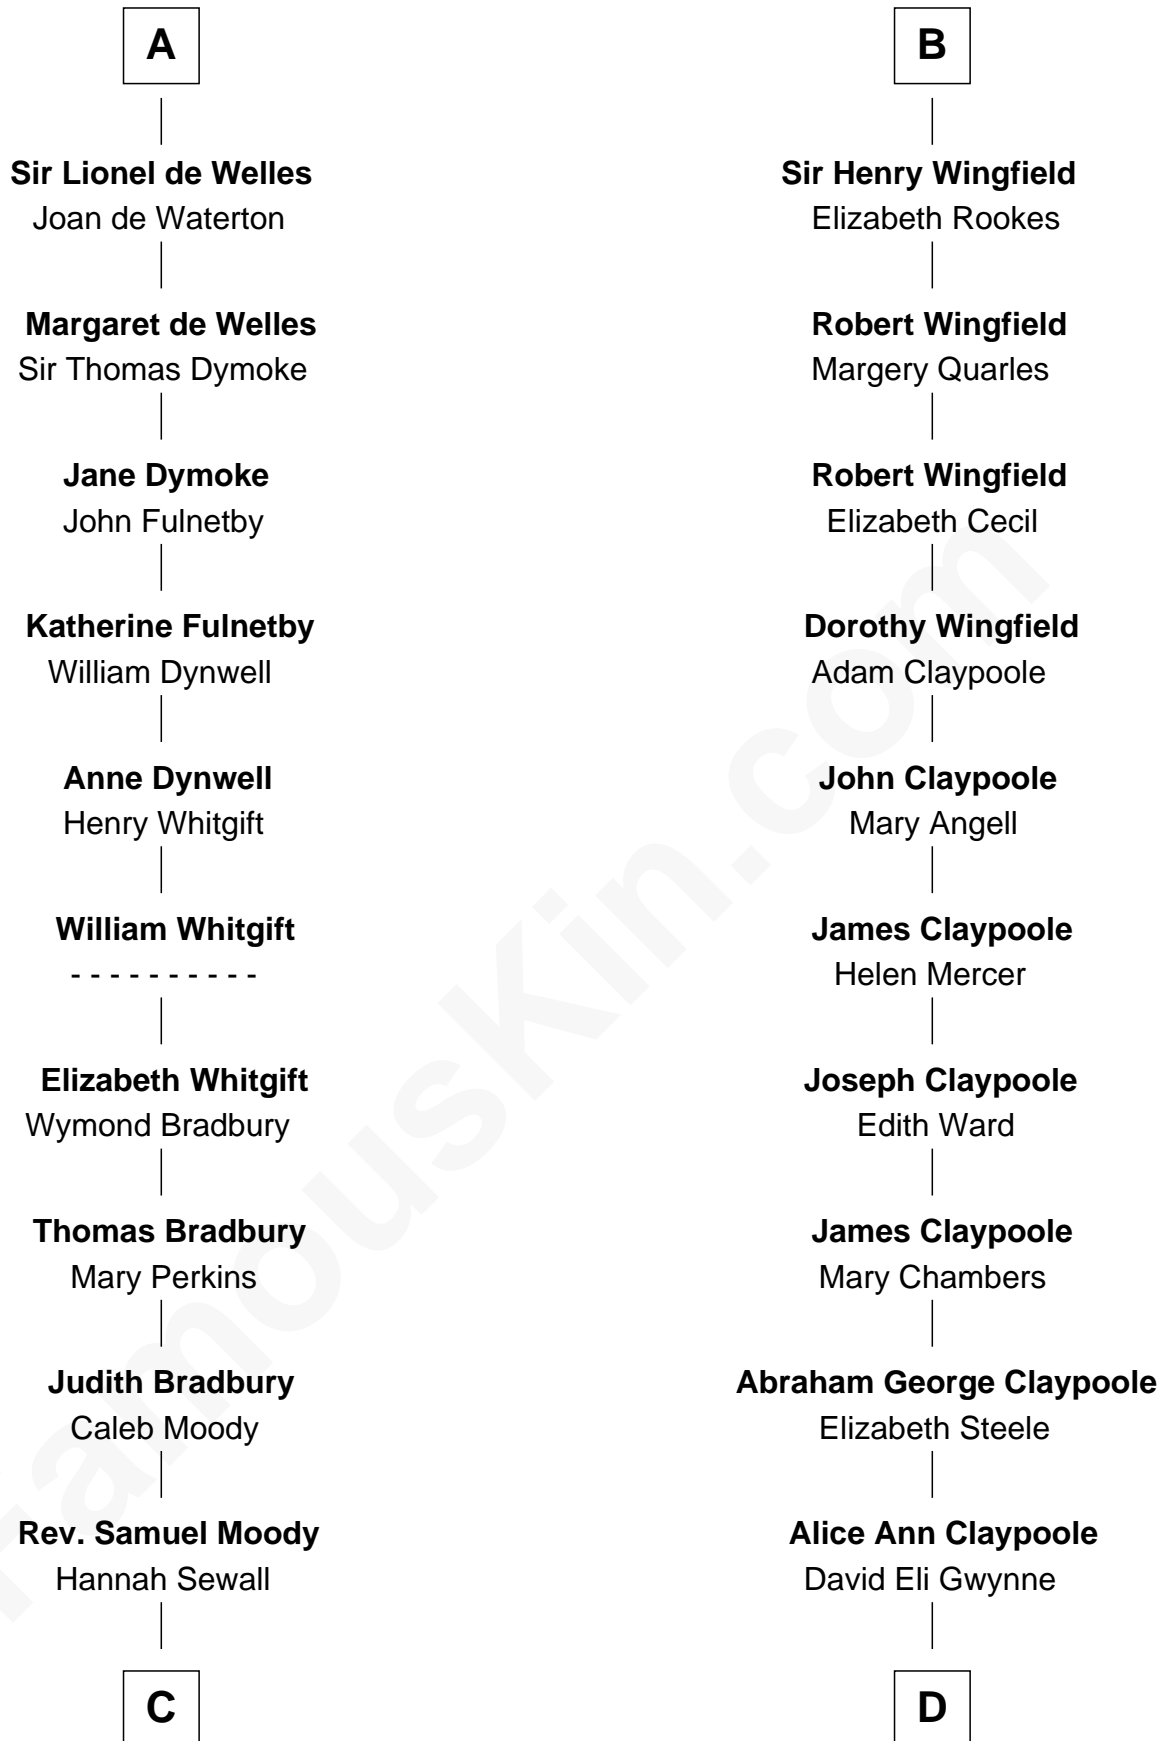 A
Sir Lionel de Welles
Joan de Waterton
Margaret de Welles
Sir Thomas Dymoke
Jane Dymoke
John Fulnetby
Katherine Fulnetby
William Dynwell
Anne Dynwell
Henry Whitgift
William Whitgift
- - - - - - - - - -
Elizabeth Whitgift
Wymond Bradbury
Thomas Bradbury
Mary Perkins
Judith Bradbury
Caleb Moody
Rev. Samuel Moody
Hannah Sewall
C
B
Sir Henry Wingfield
Elizabeth Rookes
Robert Wingfield
Margery Quarles
Robert Wingfield
Elizabeth Cecil
Dorothy Wingfield
Adam Claypoole
John Claypoole
Mary Angell
James Claypoole
Helen Mercer
Joseph Claypoole
Edith Ward
James Claypoole
Mary Chambers
Abraham George Claypoole
Elizabeth Steele
Alice Ann Claypoole
David Eli Gwynne
D
FamousKin.com